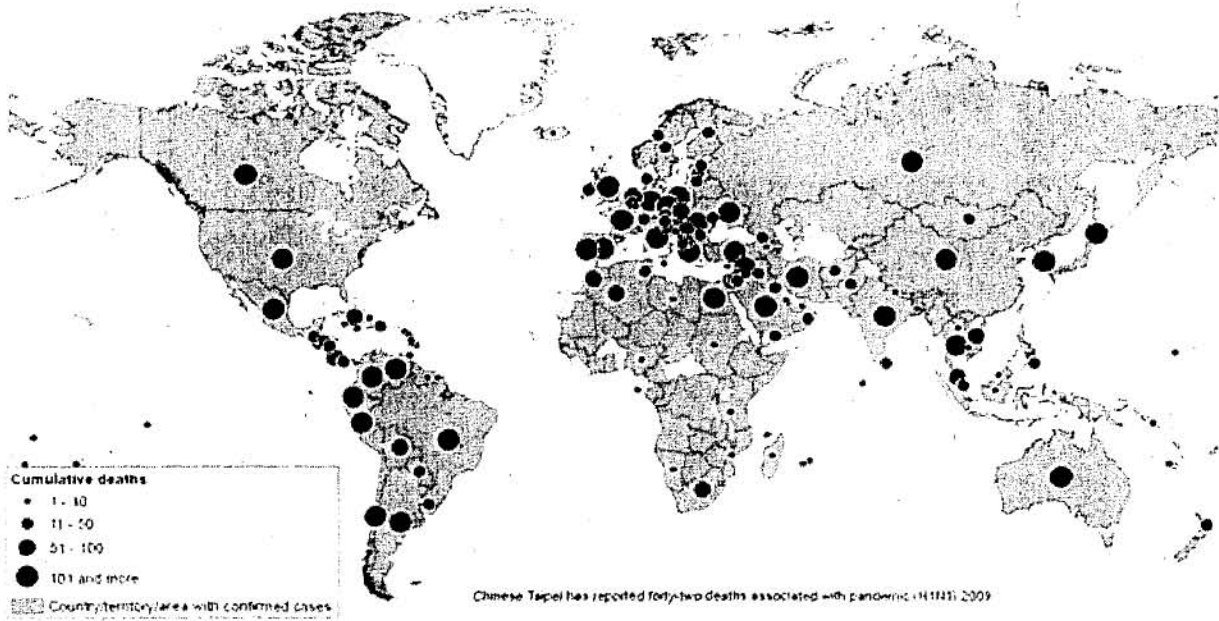 Cumulative deaths
1 - 10
11 - 50
51 - 100
101 and more
Country/territory/area with confirmed cases
Chinese Taipei has reported forty-two deaths associated with pandemic (H1N1) 2009